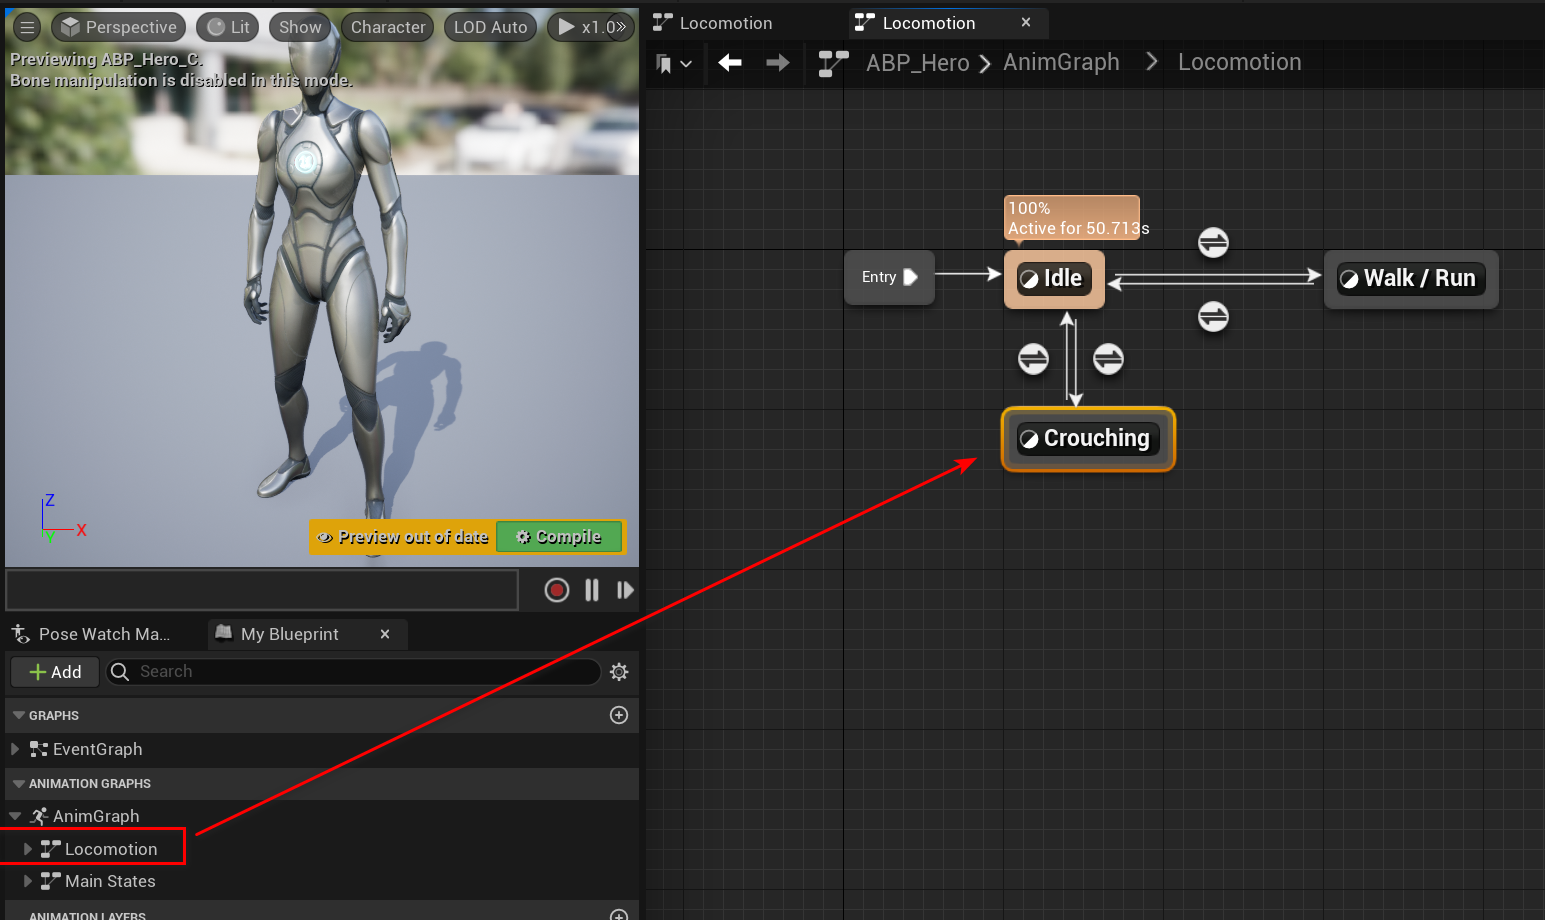 Perspective
Lit
Show
Character
LOD Auto
x1.0
Previewing ABP_Hero_C.
Bone manipulation is disabled in this mode.
Z
X
Y
Preview out of date
Compile
Pose Watch Ma...
My Blueprint
Add
Search
GRAPHS
EventGraph
ANIMATION GRAPHS
AnimGraph
Locomotion
Main States
ANIMATION LAYERS
Locomotion
Locomotion
ABP_Hero
AnimGraph
Locomotion
100%
Active for 50.713s
Entry
Idle
Walk / Run
Crouching